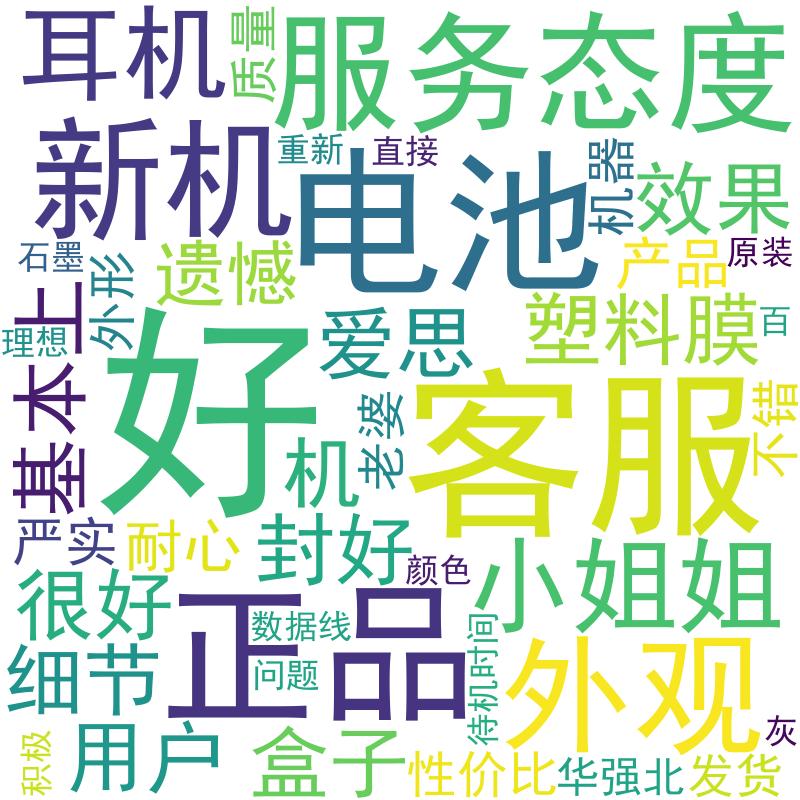 耳机
质量
服务态度
新机
重新
直接
电池
机器
效果
石墨
外形
遗憾
产品
原装
基本上
理想
好
爱思
塑料膜
百
老婆
客服
不错
机
严实
耐心
封好
颜色
小姐姐
很好
正品
数据线
问题
待机时间
细节
外观
用户
盒子
积极
性价比
华强北
发货
灰